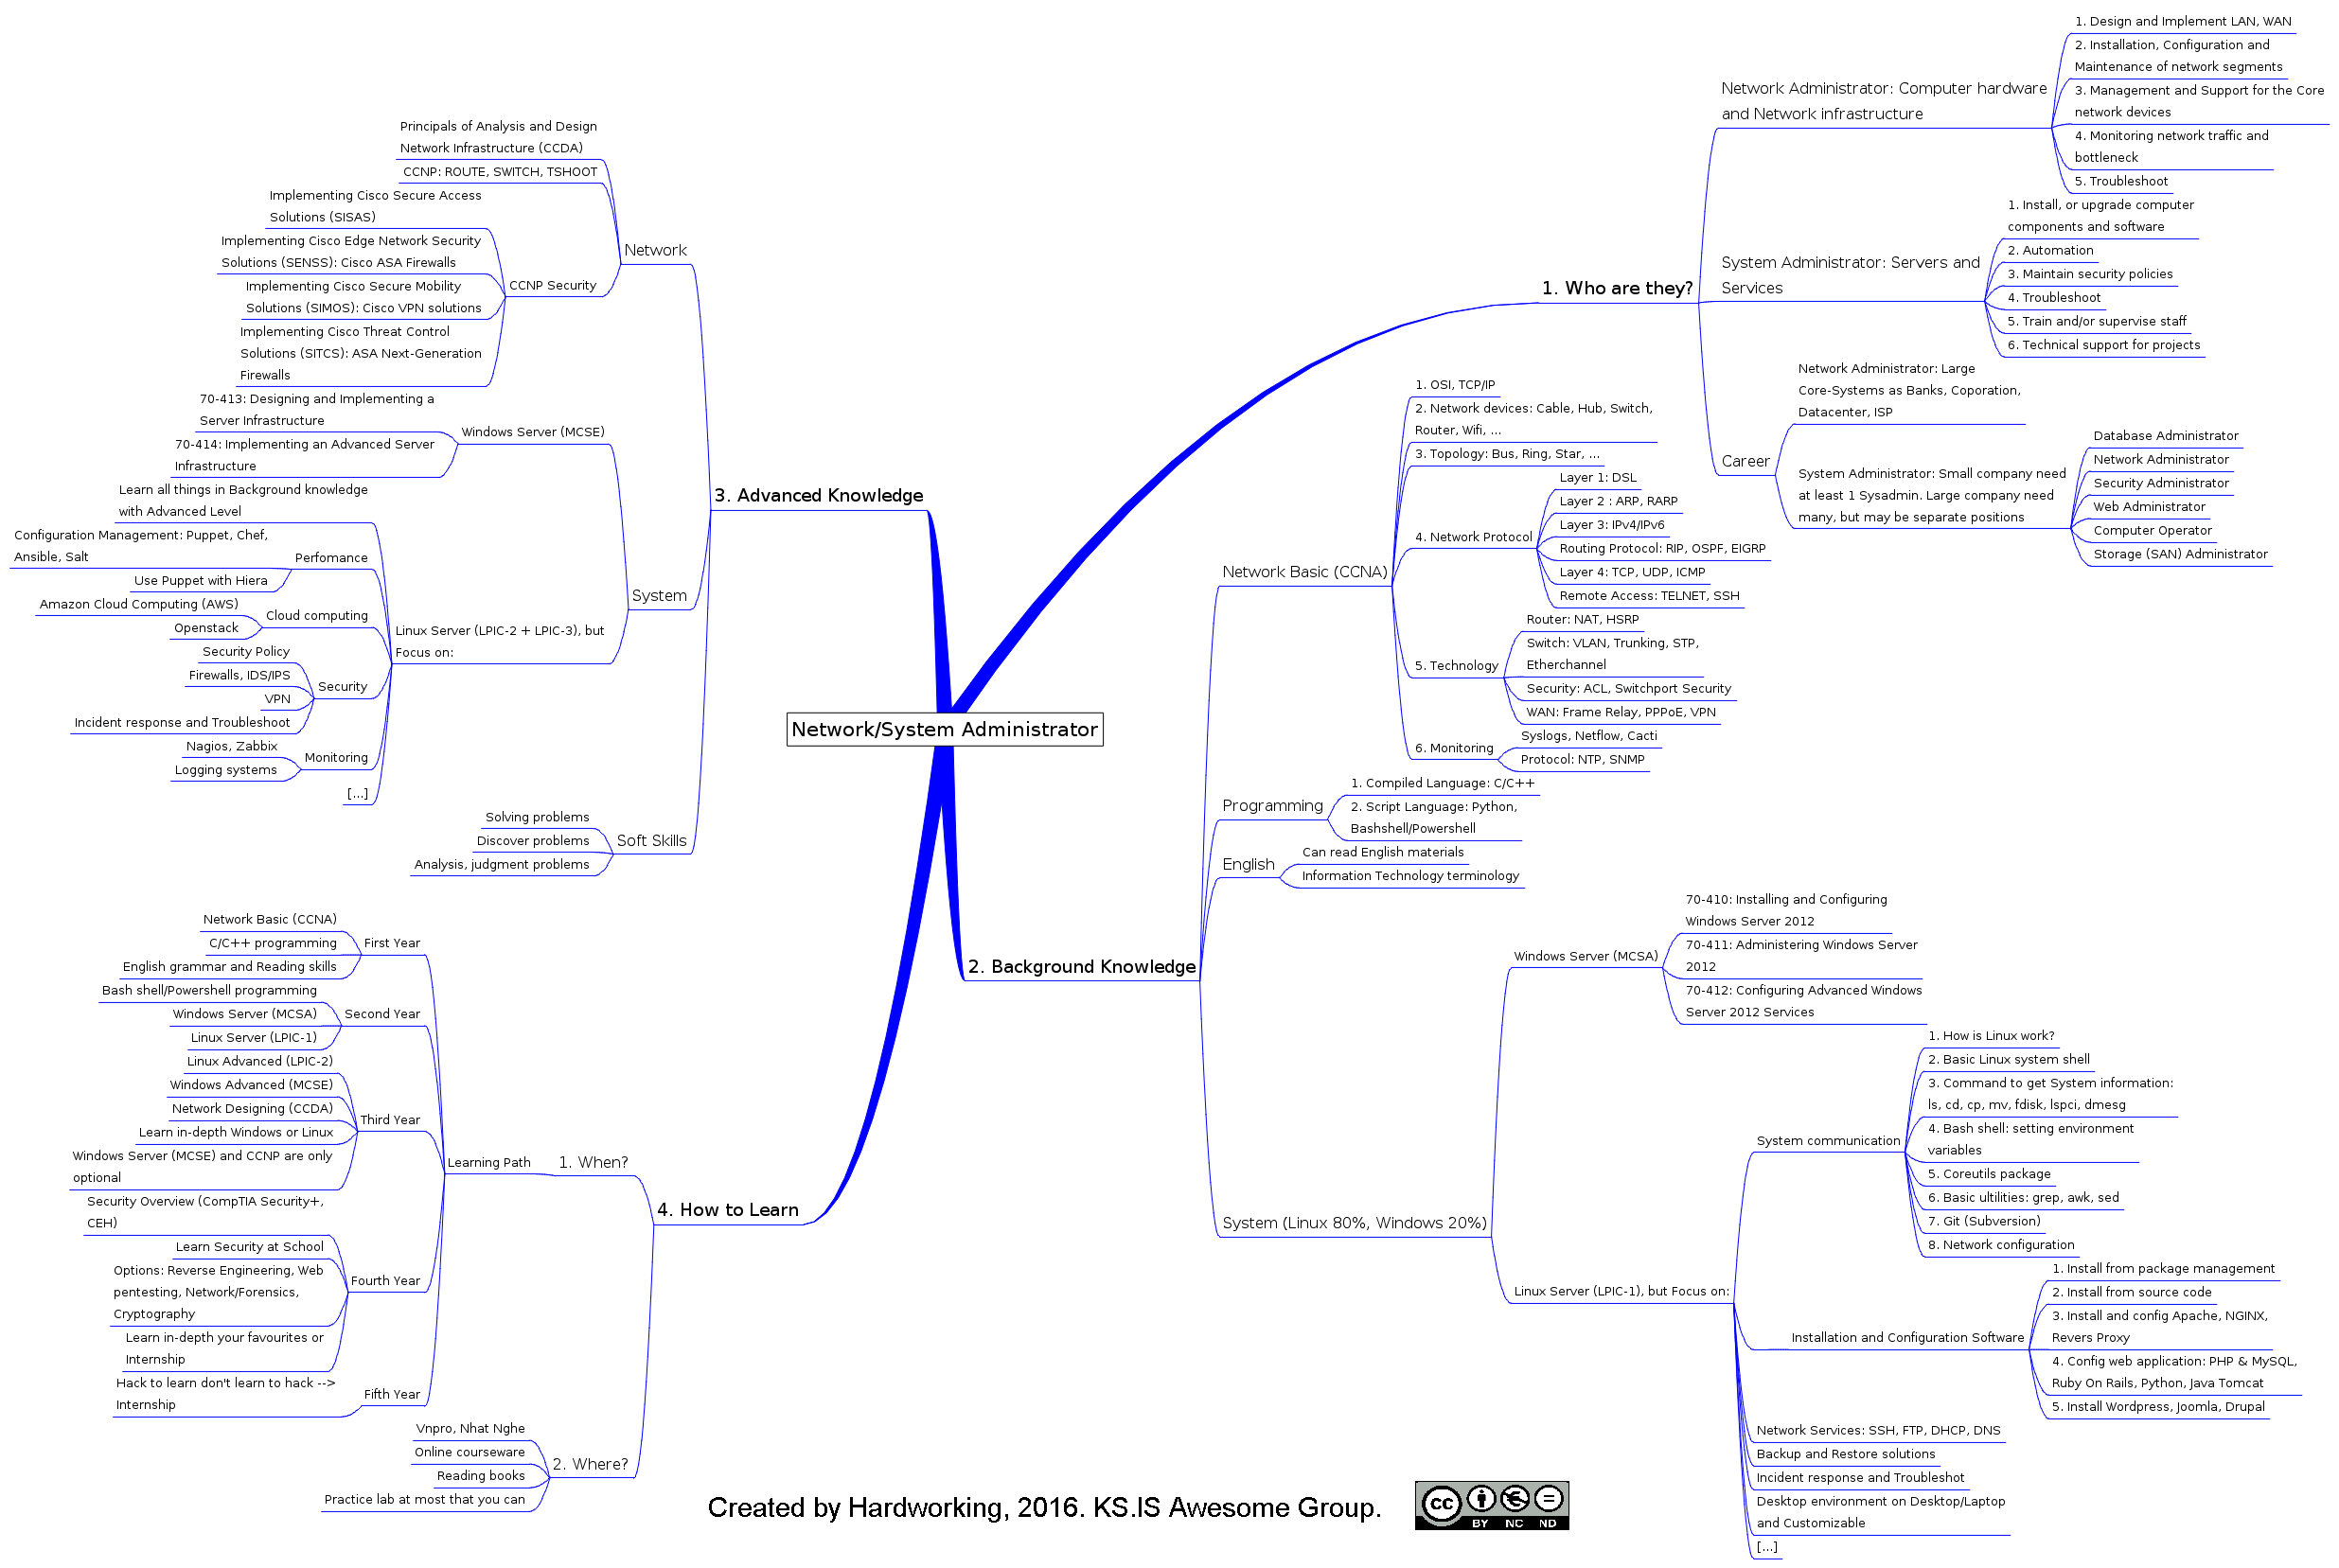 Network/System Administrator
1. Who are they?
Network Administrator: Computer hardware
and Network infrastructure
1. Design and Implement LAN, WAN
2. Installation, Configuration and
Maintenance of network segments
3. Management and Support for the Core
network devices
4. Monitoring network traffic and
bottleneck
5. Troubleshoot
System Administrator: Servers and
Services
1. Install, or upgrade computer
components and software
2. Automation
3. Maintain security policies
4. Troubleshoot
5. Train and/or supervise staff
6. Technical support for projects
Career
Network Administrator: Large
Core-Systems as Banks, Coporation,
Datacenter, ISP
System Administrator: Small company need
at least 1 Sysadmin. Large company need
many, but may be separate positions
Database Administrator
Network Administrator
Security Administrator
Web Administrator
Computer Operator
Storage (SAN) Administrator
2. Background Knowledge
Network Basic (CCNA)
1. OSI, TCP/IP
2. Network devices: Cable, Hub, Switch,
Router, Wifi, ...
3. Topology: Bus, Ring, Star, ...
4. Network Protocol
Layer 1: DSL
Layer 2 : ARP, RARP
Layer 3: IPv4/IPv6
Routing Protocol: RIP, OSPF, EIGRP
Layer 4: TCP, UDP, ICMP
Remote Access: TELNET, SSH
5. Technology
Router: NAT, HSRP
Switch: VLAN, Trunking, STP,
Etherchannel
Security: ACL, Switchport Security
WAN: Frame Relay, PPPoE, VPN
6. Monitoring
Syslogs, Netflow, Cacti
Protocol: NTP, SNMP
Programming
1. Compiled Language: C/C++
2. Script Language: Python,
Bashshell/Powershell
English
Can read English materials
Information Technology terminology
System (Linux 80%, Windows 20%)
Windows Server (MCSA)
70-410: Installing and Configuring
Windows Server 2012
70-411: Administering Windows Server
2012
70-412: Configuring Advanced Windows
Server 2012 Services
Linux Server (LPIC-1), but Focus on:
System communication
1. How is Linux work?
2. Basic Linux system shell
3. Command to get System information:
ls, cd, cp, mv, fdisk, lspci, dmesg
4. Bash shell: setting environment
variables
5. Coreutils package
6. Basic ultilities: grep, awk, sed
7. Git (Subversion)
8. Network configuration
Installation and Configuration Software
1. Install from package management
2. Install from source code
3. Install and config Apache, NGINX,
Revers Proxy
4. Config web application: PHP & MySQL,
Ruby On Rails, Python, Java Tomcat
5. Install Wordpress, Joomla, Drupal
Network Services: SSH, FTP, DHCP, DNS
Backup and Restore solutions
Incident response and Troubleshot
Desktop environment on Desktop/Laptop
and Customizable
[...]
3. Advanced Knowledge
Network
Principals of Analysis and Design
Network Infrastructure (CCDA)
CCNP: ROUTE, SWITCH, TSHOOT
CCNP Security
Implementing Cisco Secure Access
Solutions (SISAS)
Implementing Cisco Edge Network Security
Solutions (SENSS): Cisco ASA Firewalls
Implementing Cisco Secure Mobility
Solutions (SIMOS): Cisco VPN solutions
Implementing Cisco Threat Control
Solutions (SITCS): ASA Next-Generation
Firewalls
System
Windows Server (MCSE)
70-413: Designing and Implementing a
Server Infrastructure
70-414: Implementing an Advanced Server
Infrastructure
Linux Server (LPIC-2 + LPIC-3), but
Focus on:
Learn all things in Background knowledge
with Advanced Level
Perfomance
Configuration Management: Puppet, Chef,
Ansible, Salt
Use Puppet with Hiera
Cloud computing
Amazon Cloud Computing (AWS)
Openstack
Security
Security Policy
Firewalls, IDS/IPS
VPN
Incident response and Troubleshoot
Monitoring
Nagios, Zabbix
Logging systems
[...]
Soft Skills
Solving problems
Discover problems
Analysis, judgment problems
4. How to Learn
1. When?
Learning Path
First Year
Network Basic (CCNA)
C/C++ programming
English grammar and Reading skills
Second Year
Bash shell/Powershell programming
Windows Server (MCSA)
Linux Server (LPIC-1)
Third Year
Linux Advanced (LPIC-2)
Windows Advanced (MCSE)
Network Designing (CCDA)
Learn in-depth Windows or Linux
Windows Server (MCSE) and CCNP are only
optional
Fourth Year
Security Overview (CompTIA Security+,
CEH)
Learn Security at School
Options: Reverse Engineering, Web
pentesting, Network/Forensics,
Cryptography
Learn in-depth your favourites or
Internship
Fifth Year
Hack to learn don't learn to hack -->
Internship
2. Where?
Vnpro, Nhat Nghe
Online courseware
Reading books
Practice lab at most that you can
Created by Hardworking, 2016. KS.IS Awesome Group.
cc
BY NC ND